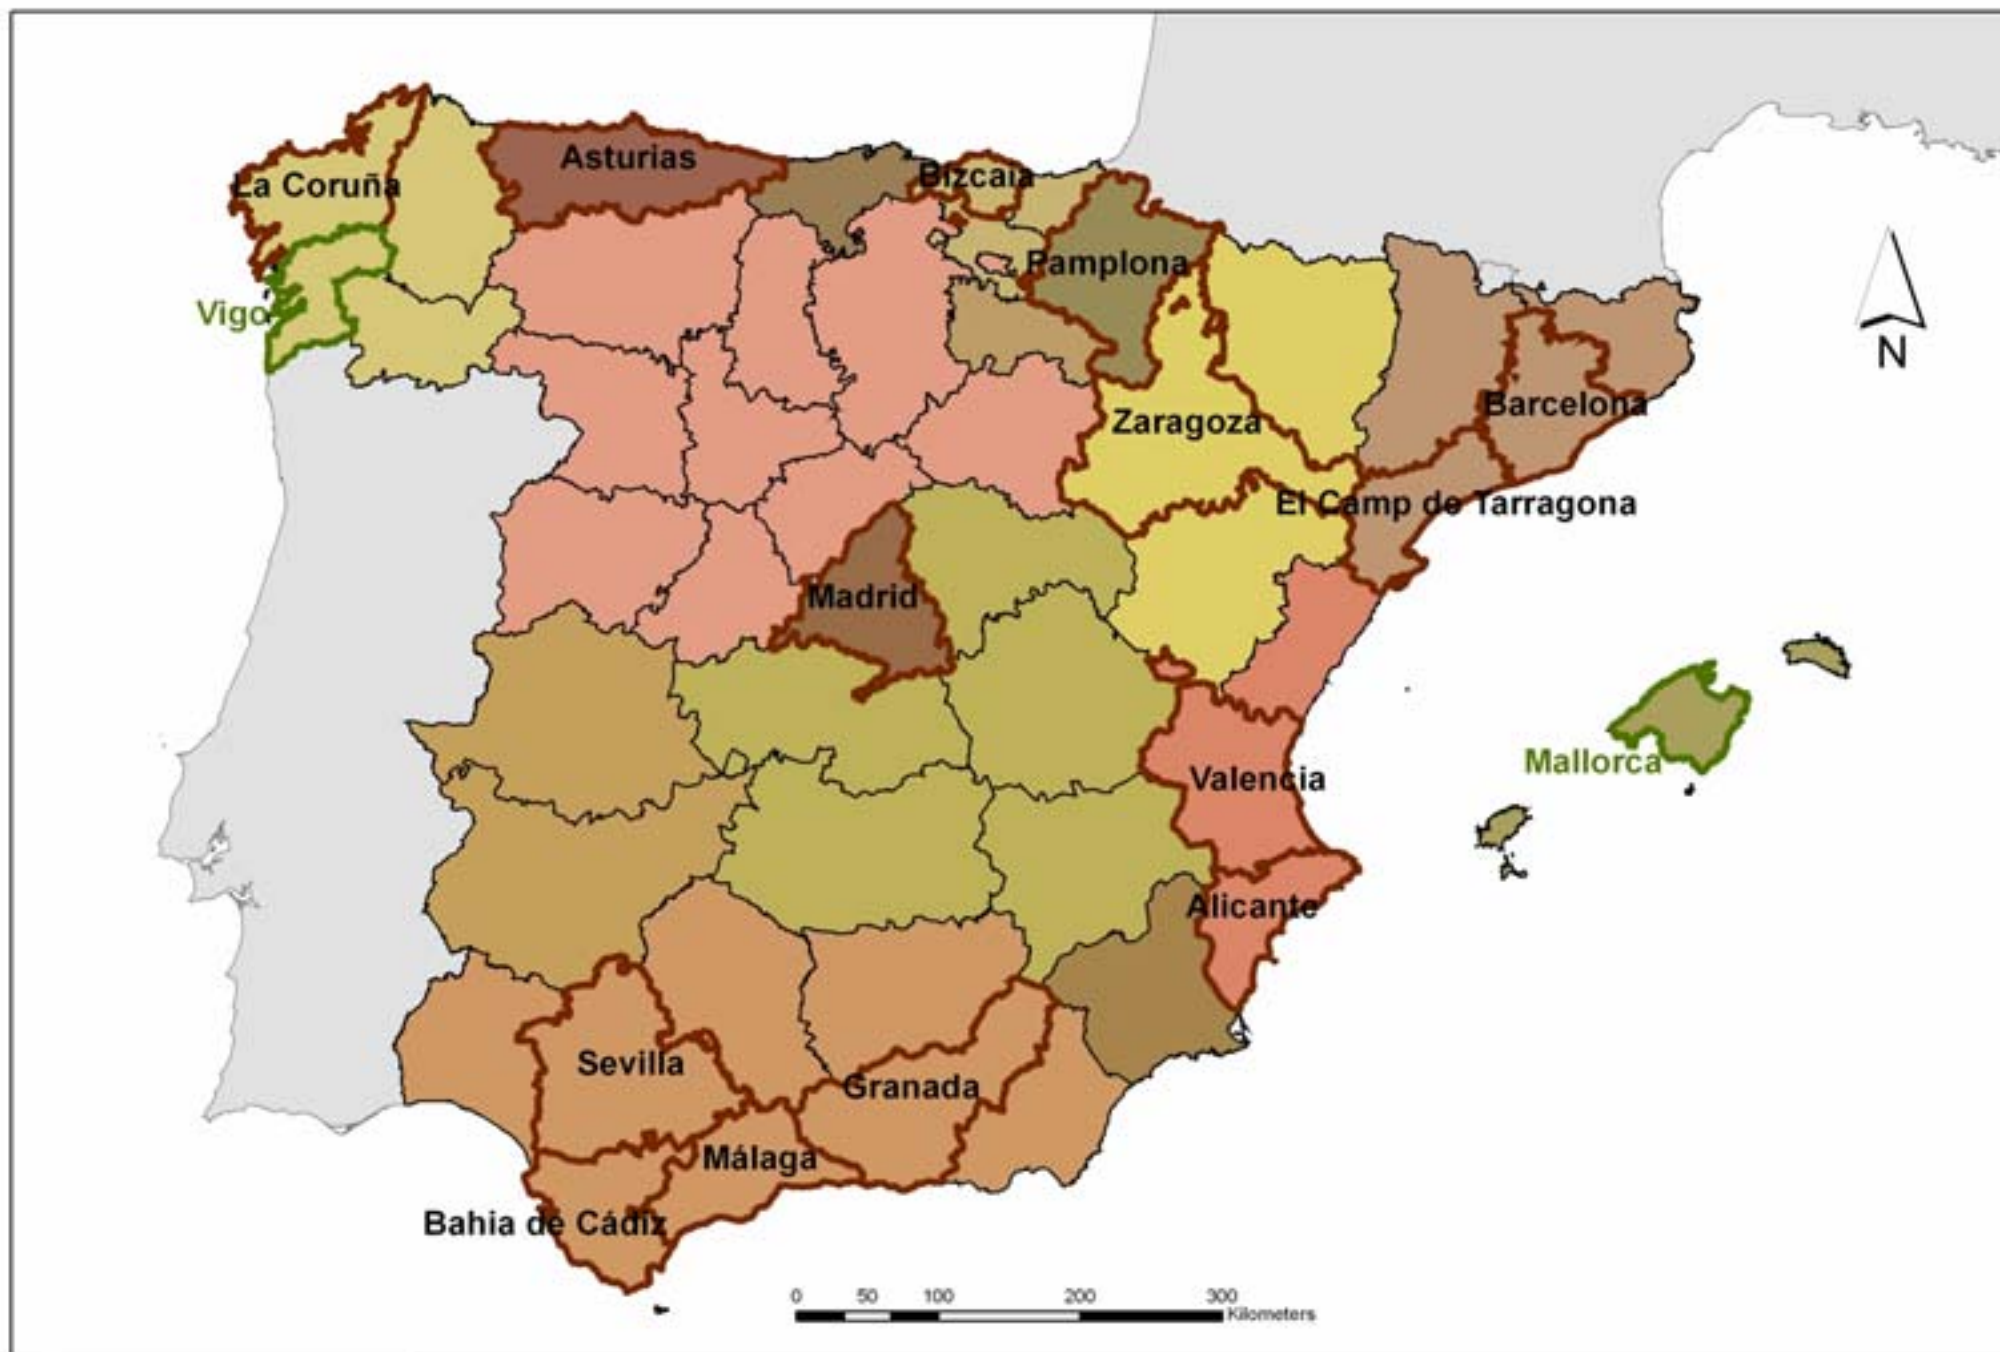 Asturias
Bizcaia
La Coruña
Pamplona
Vigo
N
Barcelona
Zaragoza
El Camp de Tarragona
Madrid
Mallorca
Valencia
Alicante
Sevilla
Granada
Málaga
Bahia de Cádiz
0 50 100 200 300
Kilometers